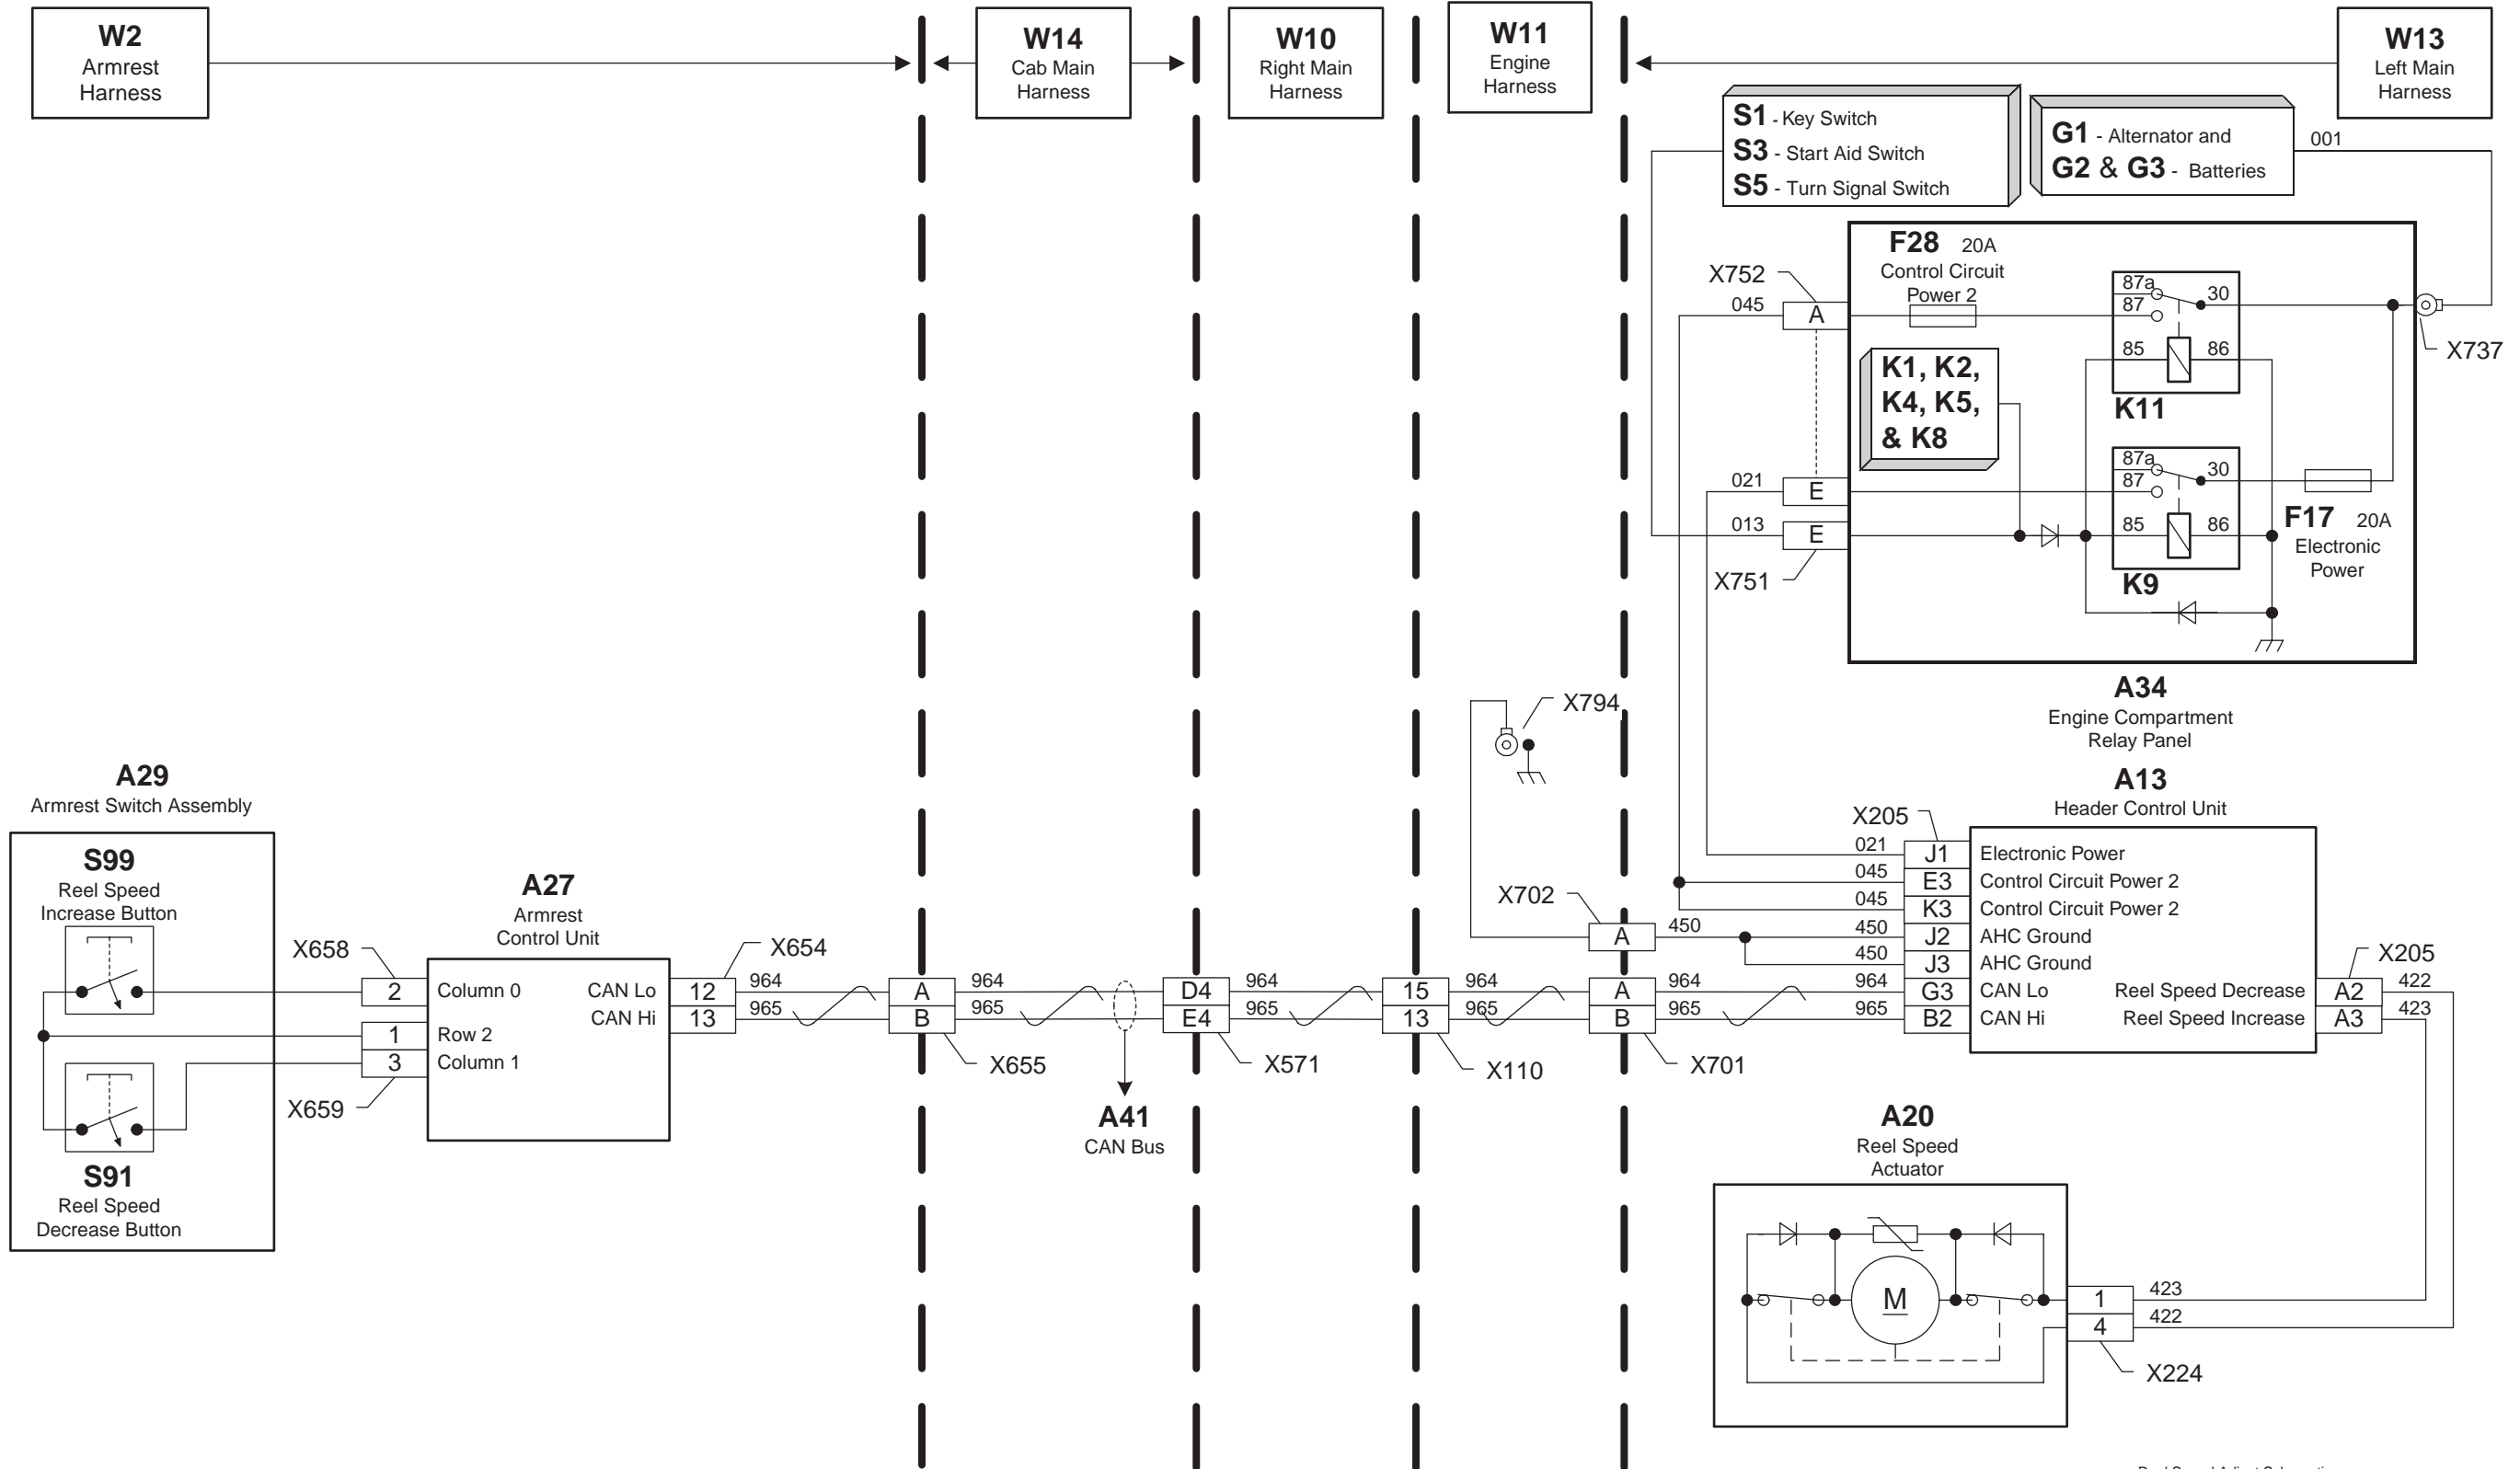 W2
Armrest
Harness
W14
Cab Main
Harness
W10
Right Main
Harness
W11
Engine
Harness
W13
Left Main
Harness
S1 - Key Switch
S3 - Start Aid Switch
S5 - Turn Signal Switch
G1 - Alternator and
G2 & G3 - Batteries
001
F28 20A
Control Circuit
Power 2
X752
045
A
87a
87
30
85
86
K11
X737
K1, K2,
K4, K5,
& K8
021
E
87a
87
30
85
86
K9
F17 20A
Electronic
Power
013
E
X751
A34
Engine Compartment
Relay Panel
X794
A29
Armrest Switch Assembly
S99
Reel Speed
Increase Button
S91
Reel Speed
Decrease Button
X658
2
1
3
X659
A27
Armrest
Control Unit
Column 0
Row 2
Column 1
CAN Lo
CAN Hi
X654
12
13
964
965
A
B
X655
964
965
A41
CAN Bus
D4
E4
X571
964
965
15
13
X110
964
965
X702
A
450
A
B
X701
964
965
A13
Header Control Unit
X205
021 J1 Electronic Power
045 E3 Control Circuit Power 2
045 K3 Control Circuit Power 2
450 J2 AHC Ground
450 J3 AHC Ground
964 G3 CAN Lo
965 B2 CAN Hi
Reel Speed Decrease A2 422
Reel Speed Increase A3 423
X205
A20
Reel Speed
Actuator
M
1 423
4 422
X224